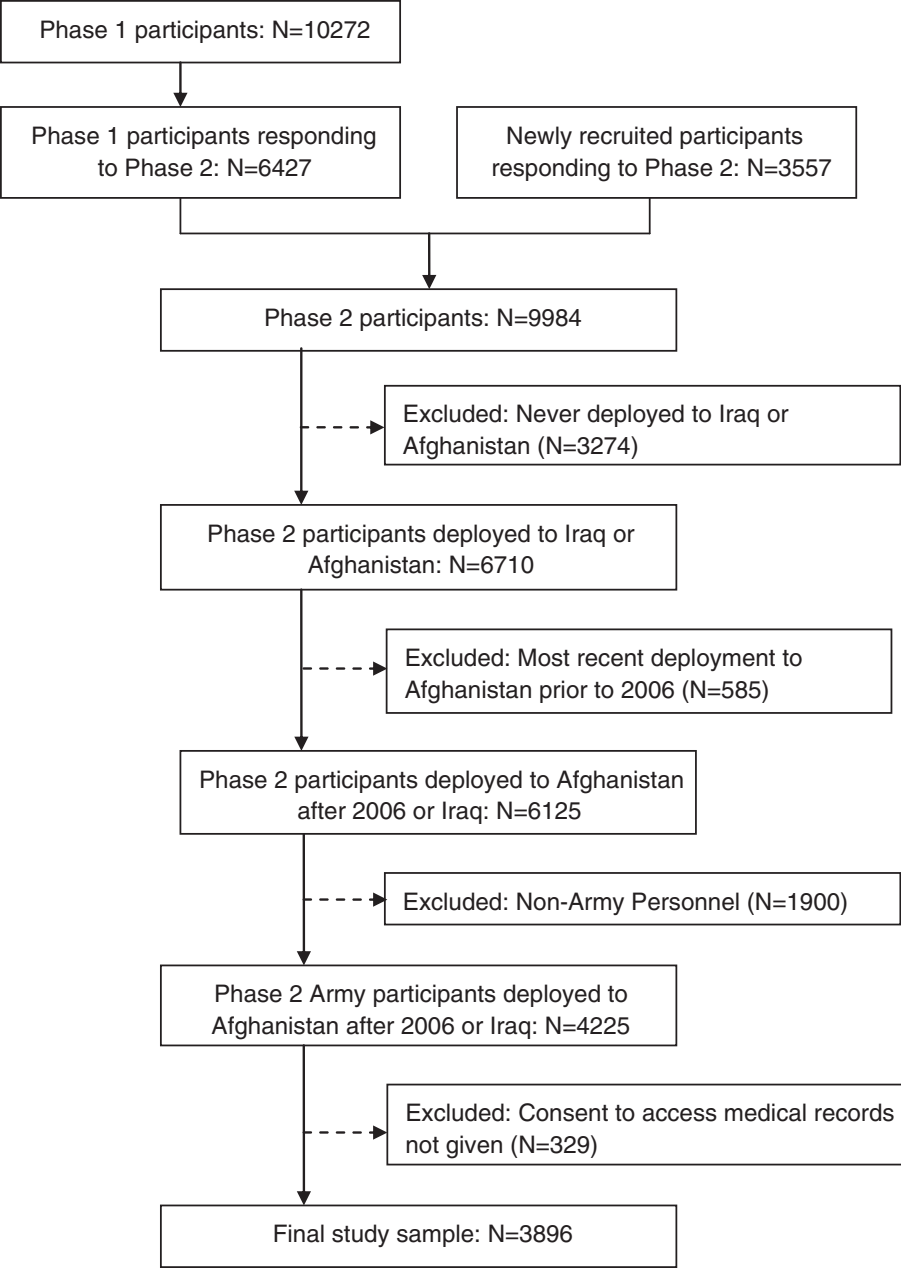 Phase 1 participants: N=10272
Phase 1 participants responding
to Phase 2: N=6427
Newly recruited participants
responding to Phase 2: N=3557
Phase 2 participants: N=9984
Excluded: Never deployed to Iraq or
Afghanistan (N=3274)
Phase 2 participants deployed to Iraq or
Afghanistan: N=6710
Excluded: Most recent deployment to
Afghanistan prior to 2006 (N=585)
Phase 2 participants deployed to Afghanistan
after 2006 or Iraq: N=6125
Excluded: Non-Army Personnel (N=1900)
Phase 2 Army participants deployed to
Afghanistan after 2006 or Iraq: N=4225
Excluded: Consent to access medical records
not given (N=329)
Final study sample: N=3896